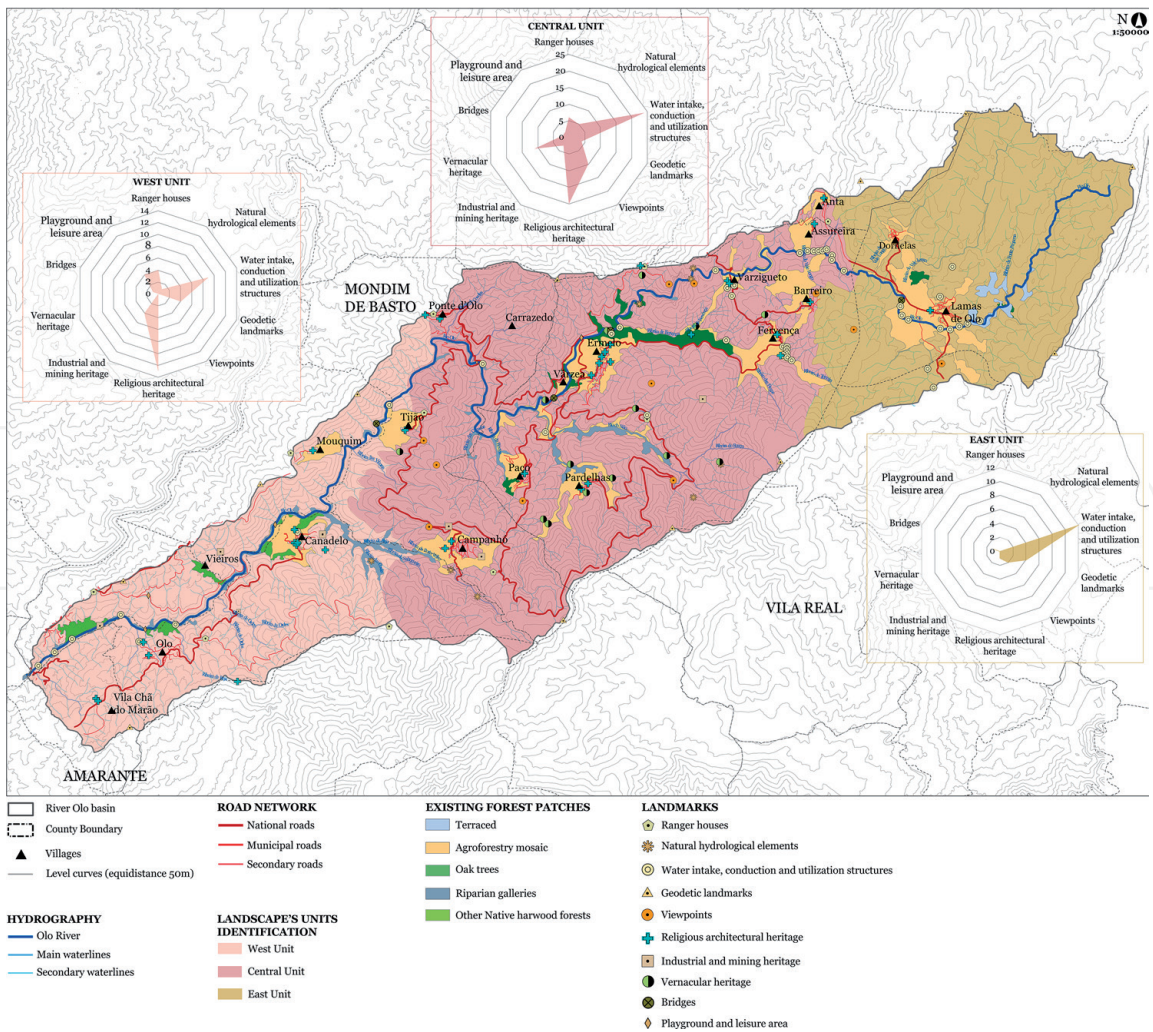 N
1:50000
CENTRAL UNIT
Ranger houses
Natural
hydrological elements
Water intake,
conduction
and utilization
structures
Geodetic
landmarks
Viewpoints
Religious architectural
heritage
Industrial and
mining heritage
Vernacular
heritage
Bridges
Playground and
leisure area
25
20
15
10
5
0
WEST UNIT
Ranger houses
Natural
hydrological elements
Water intake,
conduction
and utilization
structures
Geodetic
landmarks
Viewpoints
Religious architectural
heritage
Industrial and
mining heritage
Vernacular
heritage
Bridges
Playground and
leisure area
14
12
10
8
6
4
2
0
EAST UNIT
Ranger houses
Natural
hydrological elements
Water intake,
conduction
and utilization
structures
Geodetic
landmarks
Viewpoints
Religious architectural
heritage
Industrial and
mining heritage
Vernacular
heritage
Bridges
Playground and
leisure area
12
10
8
6
4
2
0
MONDIM
DE BASTO
VILA REAL
AMARANTE
Anta
Assureira
Dornelas
Varzigueto
Barreiro
Lamas
de Olo
Ponte d'Olo
Carrazedo
Fervença
Ermelo
Várzea
Tijão
Mouquim
Paço
Pardelhas
Canadelo
Campanhó
Vieiros
Olo
Vila Chã
do Marão
River Olo basin
County Boundary
Villages
Level curves (equidistance 50m)
HYDROGRAPHY
Olo River
Main waterlines
Secondary waterlines
ROAD NETWORK
National roads
Municipal roads
Secondary roads
LANDSCAPE'S UNITS
IDENTIFICATION
West Unit
Central Unit
East Unit
EXISTING FOREST PATCHES
Terraced
Agroforestry mosaic
Oak trees
Riparian galleries
Other Native harwood forests
LANDMARKS
Ranger houses
Natural hydrological elements
Water intake, conduction and utilization structures
Geodetic landmarks
Viewpoints
Religious architectural heritage
Industrial and mining heritage
Vernacular heritage
Bridges
Playground and leisure area